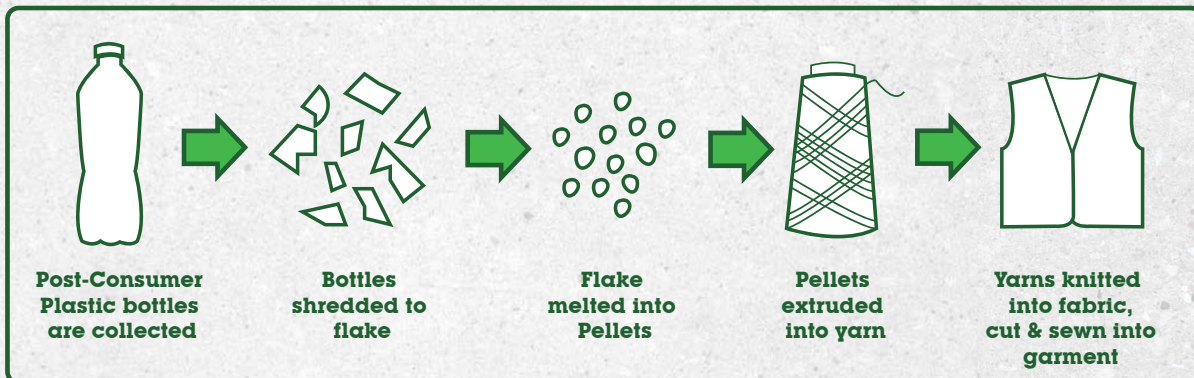 Post-Consumer
Plastic bottles
are collected
Bottles
shredded to
flake
Flake
melted into
Pellets
Pellets
extruded
into yarn
Yarns knitted
into fabric,
cut & sewn into
garment